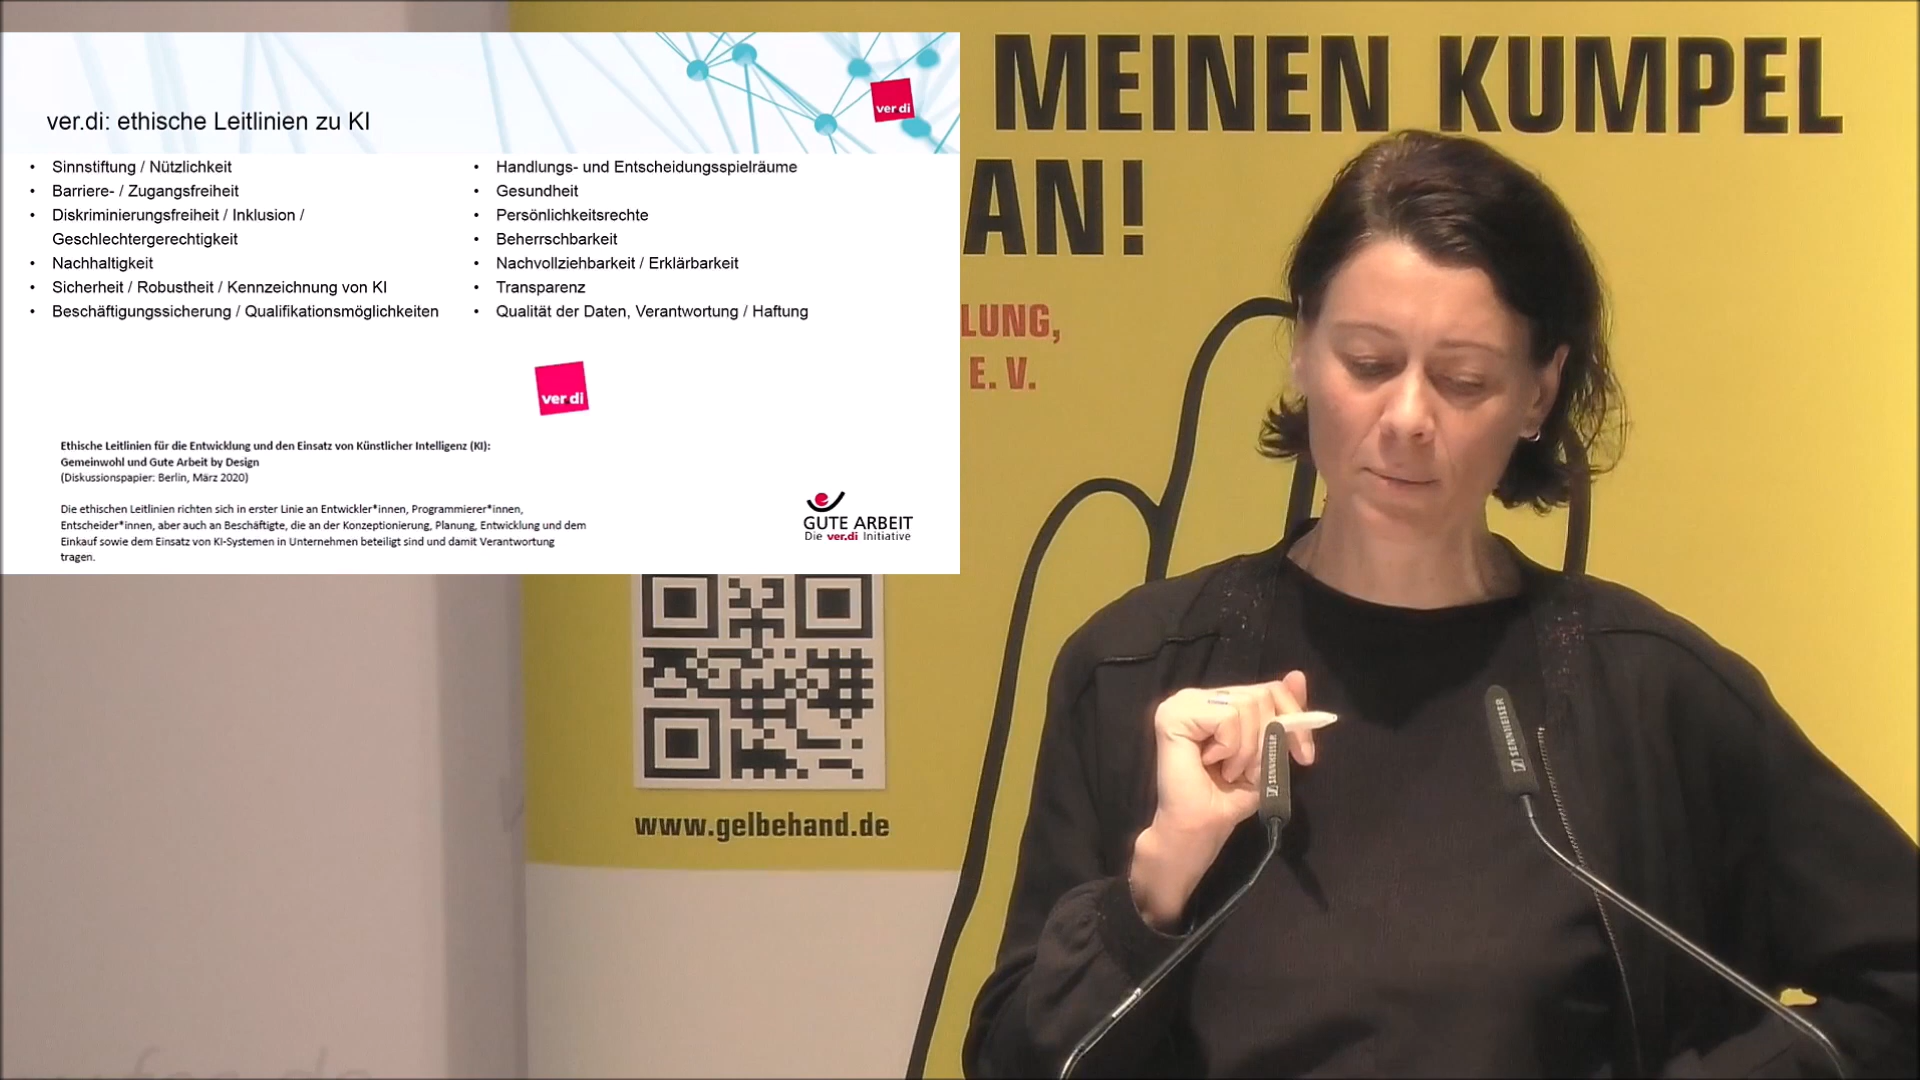 ver.di: ethische Leitlinien zu KI
ver di
• Sinnstiftung / Nützlichkeit
• Barriere- / Zugangsfreiheit
• Diskriminierungsfreiheit / Inklusion /
Geschlechtergerechtigkeit
• Nachhaltigkeit
• Sicherheit / Robustheit / Kennzeichnung von KI
• Beschäftigungssicherung / Qualifikationsmöglichkeiten
• Handlungs- und Entscheidungsspielräume
• Gesundheit
• Persönlichkeitsrechte
• Beherrschbarkeit
• Nachvollziehbarkeit / Erklärbarkeit
• Transparenz
• Qualität der Daten, Verantwortung / Haftung
ver.di
Ethische Leitlinien für die Entwicklung und den Einsatz von Künstlicher Intelligenz (KI):
Gemeinwohl und Gute Arbeit by Design
(Diskussionspapier: Berlin, März 2020)
Die ethischen Leitlinien richten sich in erster Linie an Entwickler*innen, Programmierer*innen,
Entscheider*innen, aber auch an Beschäftigte, die an der Konzeptionierung, Planung, Entwicklung und dem
Einkauf sowie dem Einsatz von KI-Systemen in Unternehmen beteiligt sind und damit Verantwortung
tragen.
GUTE ARBEIT
Die ver.di Initiative
MEINEN KUMPEL
AN!
LUNG,
E. V.
www.gelbehand.de
SENNHEISER
SENNHEISER